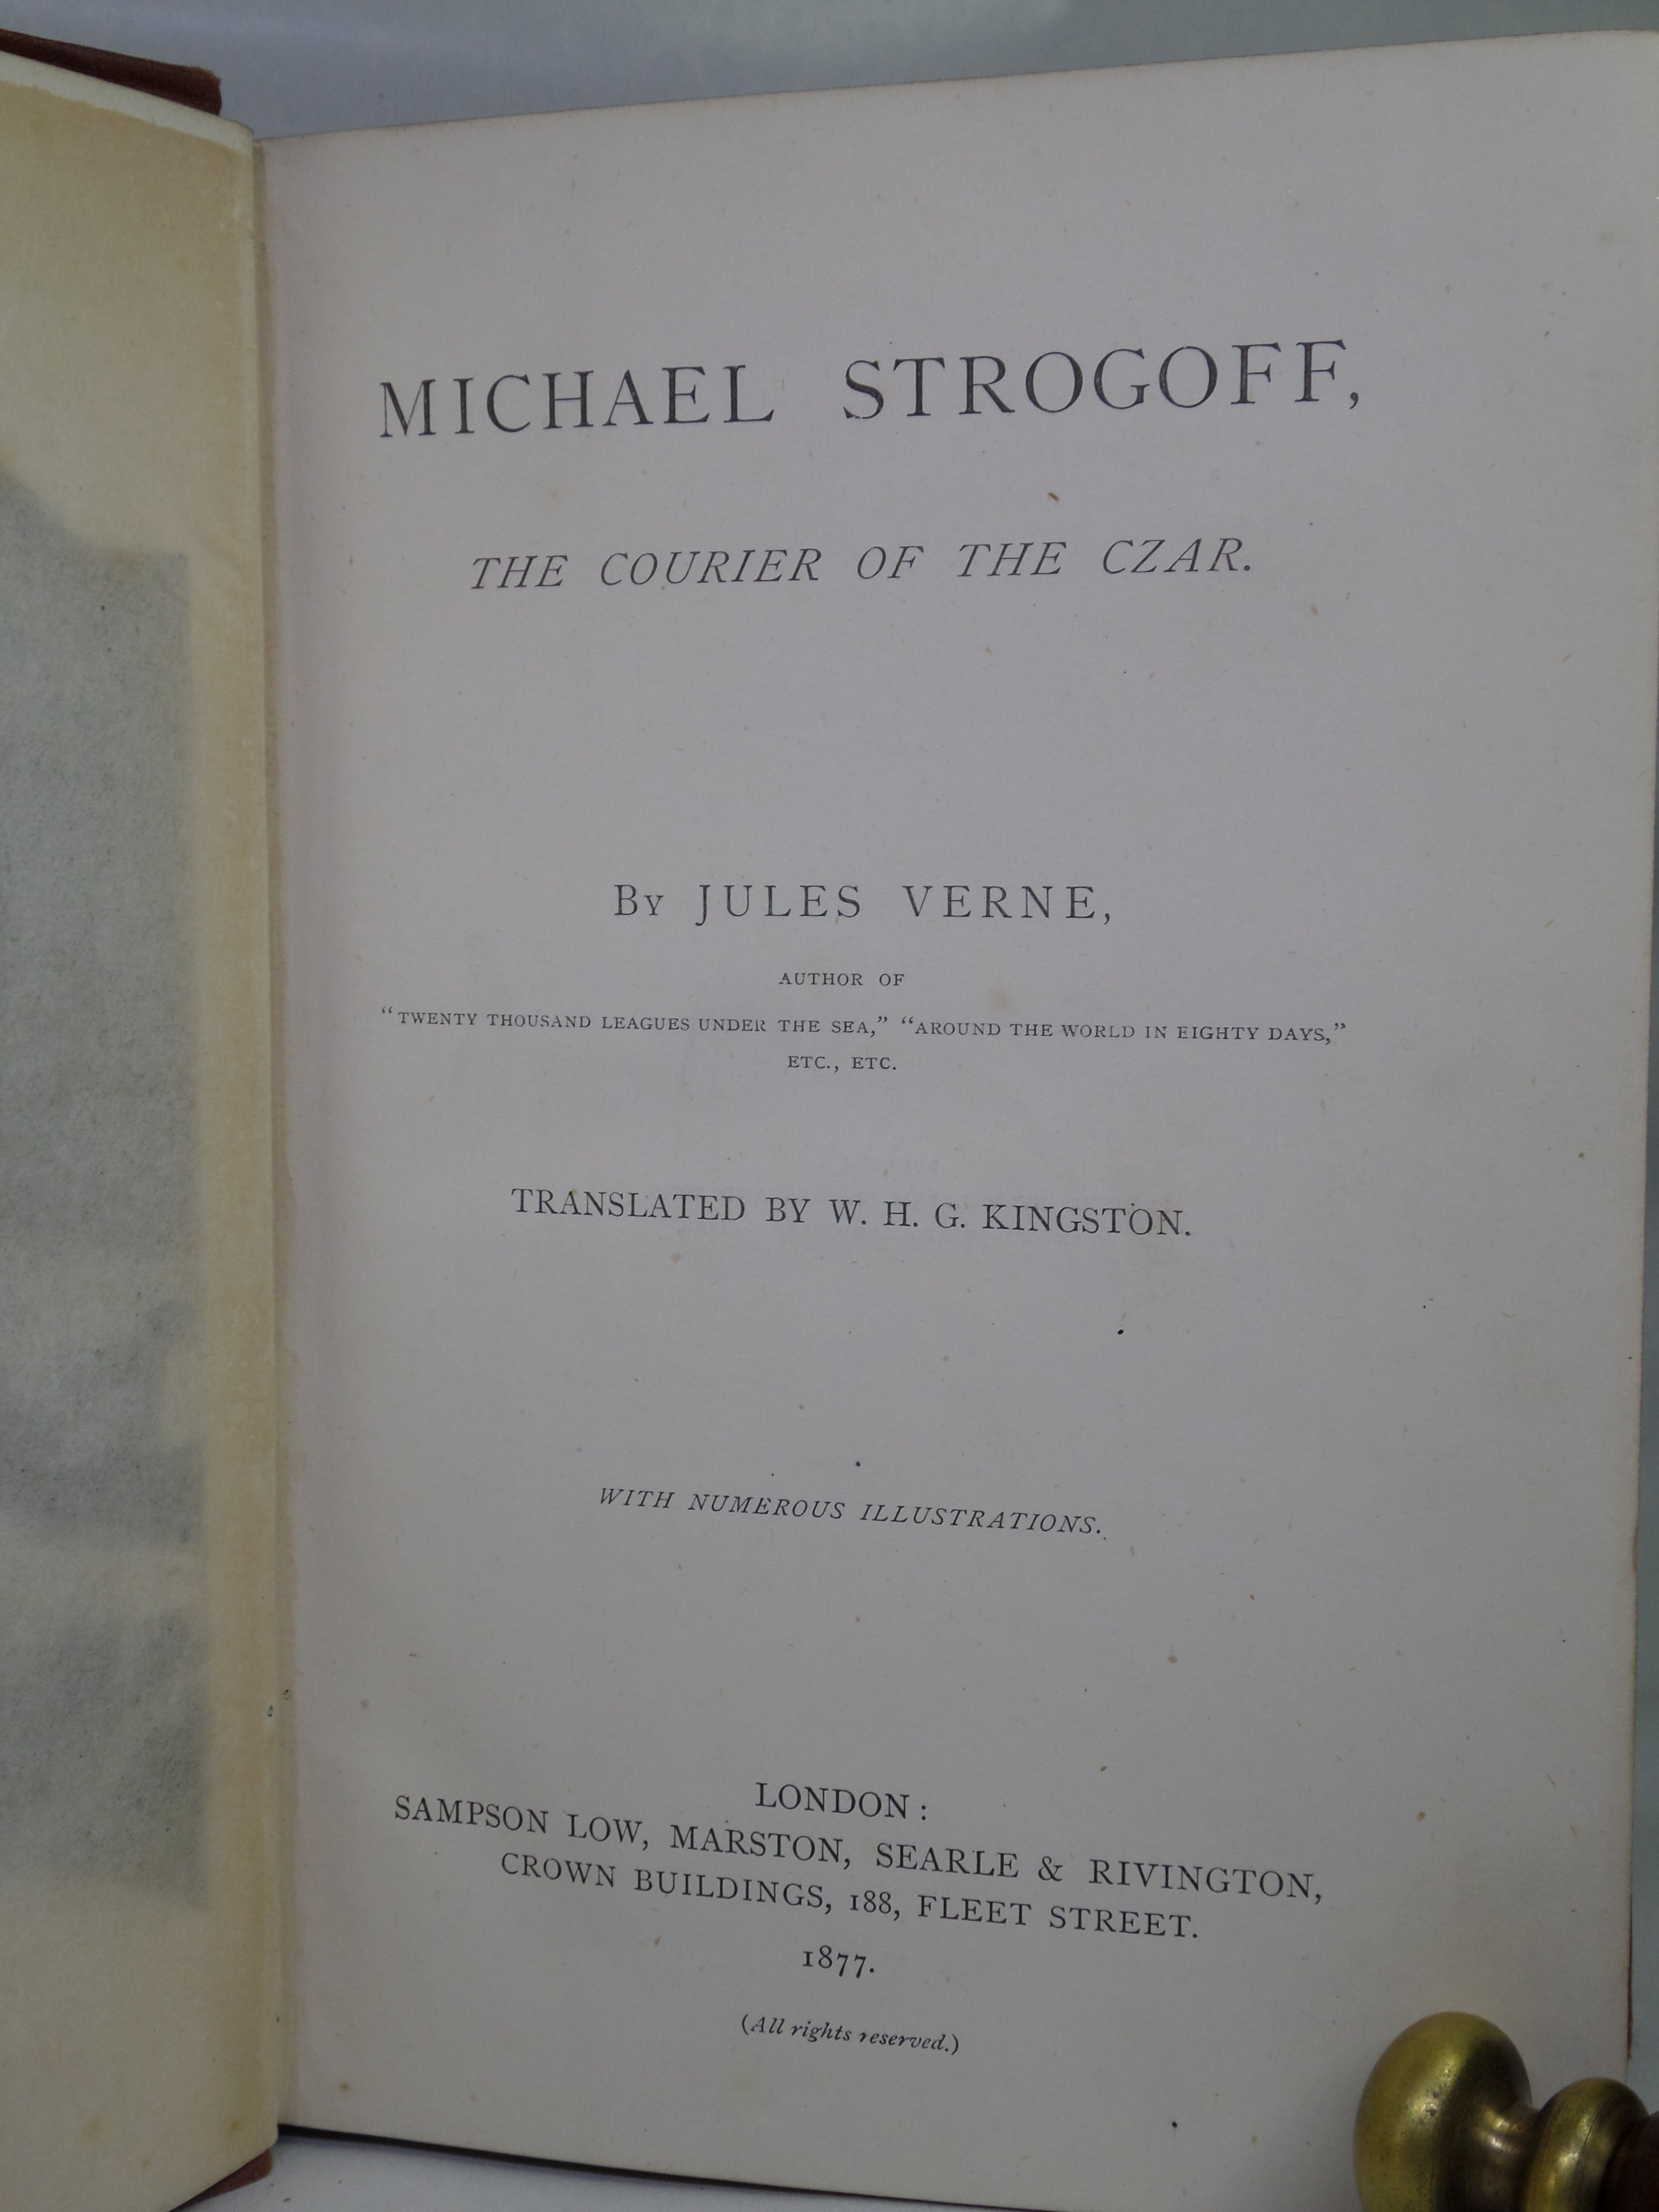 MICHAEL STROGOFF,
THE COURIER OF THE CZAR.
By JULES VERNE,
AUTHOR OF
“TWENTY THOUSAND LEAGUES UNDER THE SEA,” “AROUND THE WORLD IN EIGHTY DAYS,”
ETC., ETC.
TRANSLATED BY W. H. G. KINGSTON.
WITH NUMEROUS ILLUSTRATIONS.
LONDON:
SAMPSON LOW, MARSTON, SEARLE & RIVINGTON,
CROWN BUILDINGS, 188, FLEET STREET.
1877.
(All rights reserved.)